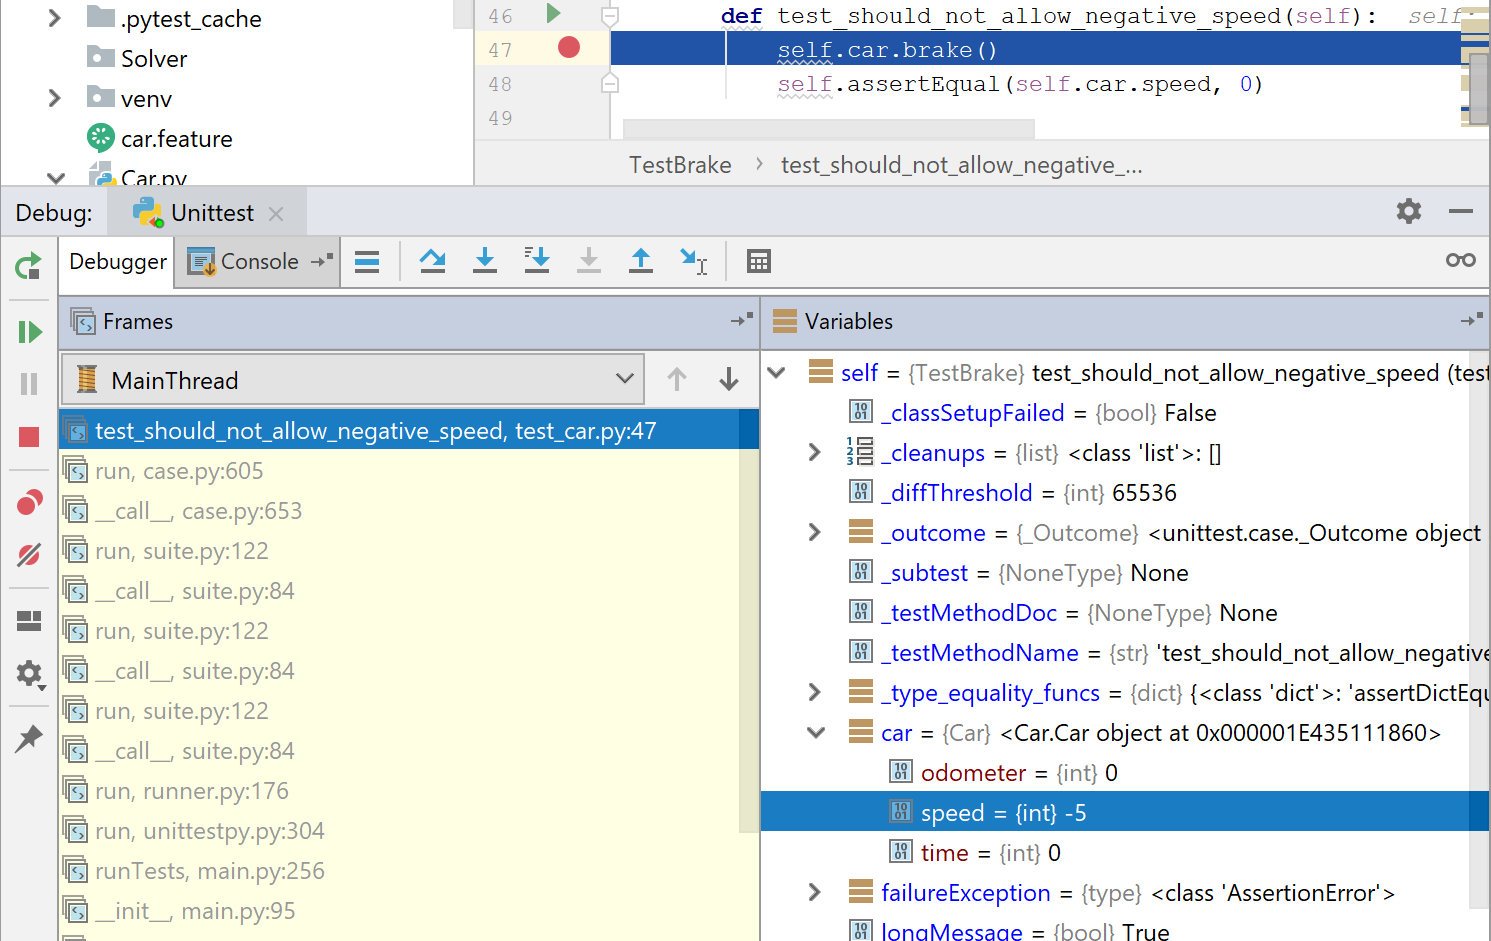 .pytest_cache
Solver
venv
car.feature
Car.py
46 def test_should_not_allow_negative_speed(self): self:
47 self.car.brake()
48 self.assertEqual(self.car.speed, 0)
49
TestBrake › test_should_not_allow_negative_...
Debug: Unittest
Debugger Console
Frames
MainThread
test_should_not_allow_negative_speed, test_car.py:47
run, case.py:605
__call__, case.py:653
run, suite.py:122
__call__, suite.py:84
run, suite.py:122
__call__, suite.py:84
run, suite.py:122
__call__, suite.py:84
run, runner.py:176
run, unittestpy.py:304
runTests, main.py:256
__init__, main.py:95
Variables
self = {TestBrake} test_should_not_allow_negative_speed (test
_classSetupFailed = {bool} False
_cleanups = {list} <class 'list'>: []
_diffThreshold = {int} 65536
_outcome = {_Outcome} <unittest.case._Outcome object
_subtest = {NoneType} None
_testMethodDoc = {NoneType} None
_testMethodName = {str} 'test_should_not_allow_negative
_type_equality_funcs = {dict} {<class 'dict'>: 'assertDictEqu
car = {Car} <Car.Car object at 0x000001E435111860>
odometer = {int} 0
speed = {int} -5
time = {int} 0
failureException = {type} <class 'AssertionError'>
longMessage = {bool} True